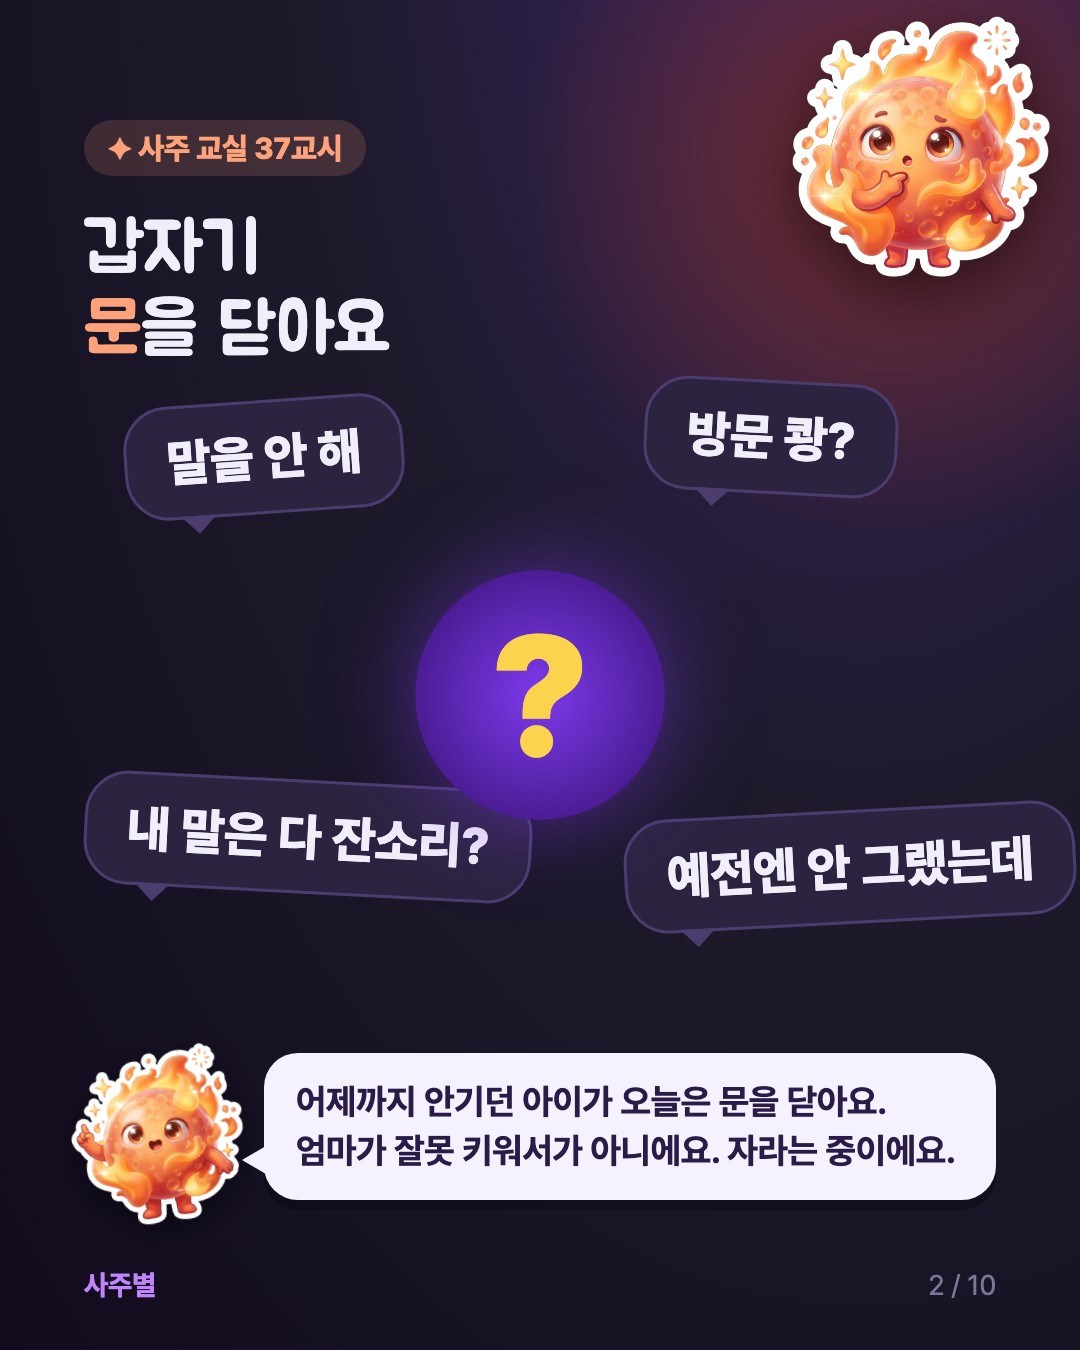 ✦ 사주 교실 37교시
갑자기
문을 닫아요
말을 안 해
방문 쾅?
?
내 말은 다 잔소리?
예전엔 안 그랬는데
어제까지 안기던 아이가 오늘은 문을 닫아요.
엄마가 잘못 키워서가 아니에요. 자라는 중이에요.
사주별
2 / 10